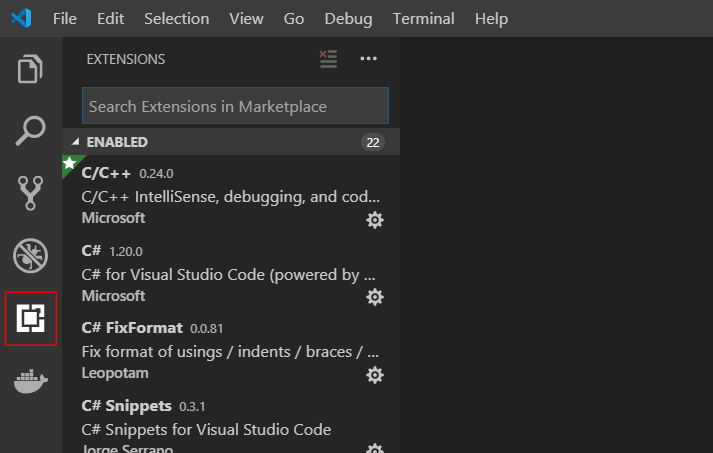 File Edit Selection View Go Debug Terminal Help
EXTENSIONS
Search Extensions in Marketplace
ENABLED 22
C/C++ 0.24.0
C/C++ IntelliSense, debugging, and cod...
Microsoft
C# 1.20.0
C# for Visual Studio Code (powered by ...
Microsoft
C# FixFormat 0.0.81
Fix format of usings / indents / braces / ...
Leopotam
C# Snippets 0.3.1
C# Snippets for Visual Studio Code
Jorge Serrano